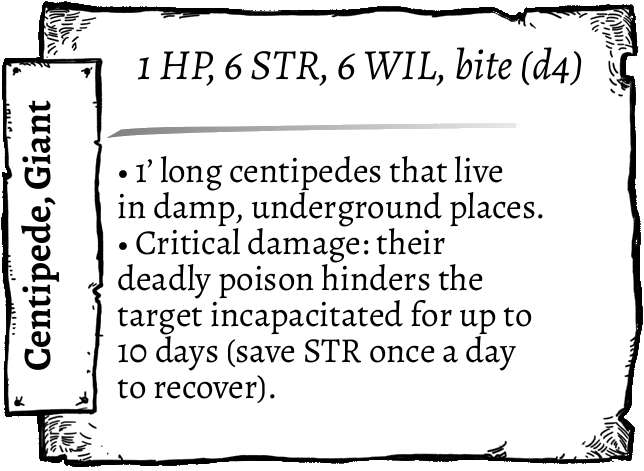 Centipede, Giant
1 HP, 6 STR, 6 WIL, bite (d4)
• 1’ long centipedes that live
in damp, underground places.
• Critical damage: their
deadly poison hinders the
target incapacitated for up to
10 days (save STR once a day
to recover).